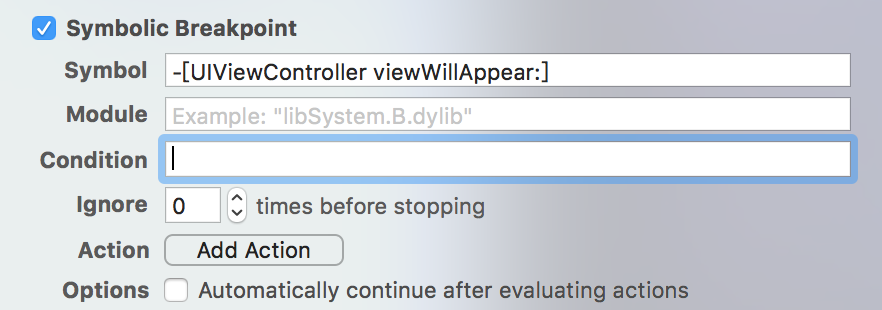 Symbolic Breakpoint
Symbol -[UIViewController viewWillAppear:]
Module Example: "libSystem.B.dylib"
Condition
Ignore 0 times before stopping
Action Add Action
Options Automatically continue after evaluating actions